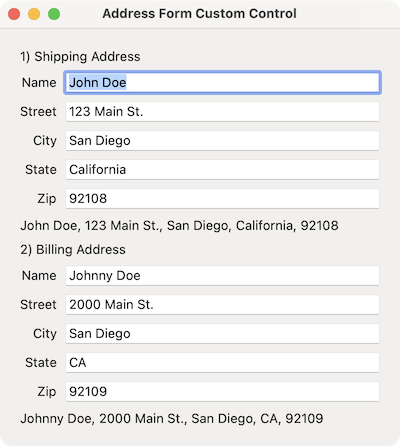 Address Form Custom Control
1) Shipping Address
Name John Doe
Street 123 Main St.
City San Diego
State California
Zip 92108
John Doe, 123 Main St., San Diego, California, 92108
2) Billing Address
Name Johnny Doe
Street 2000 Main St.
City San Diego
State CA
Zip 92109
Johnny Doe, 2000 Main St., San Diego, CA, 92109